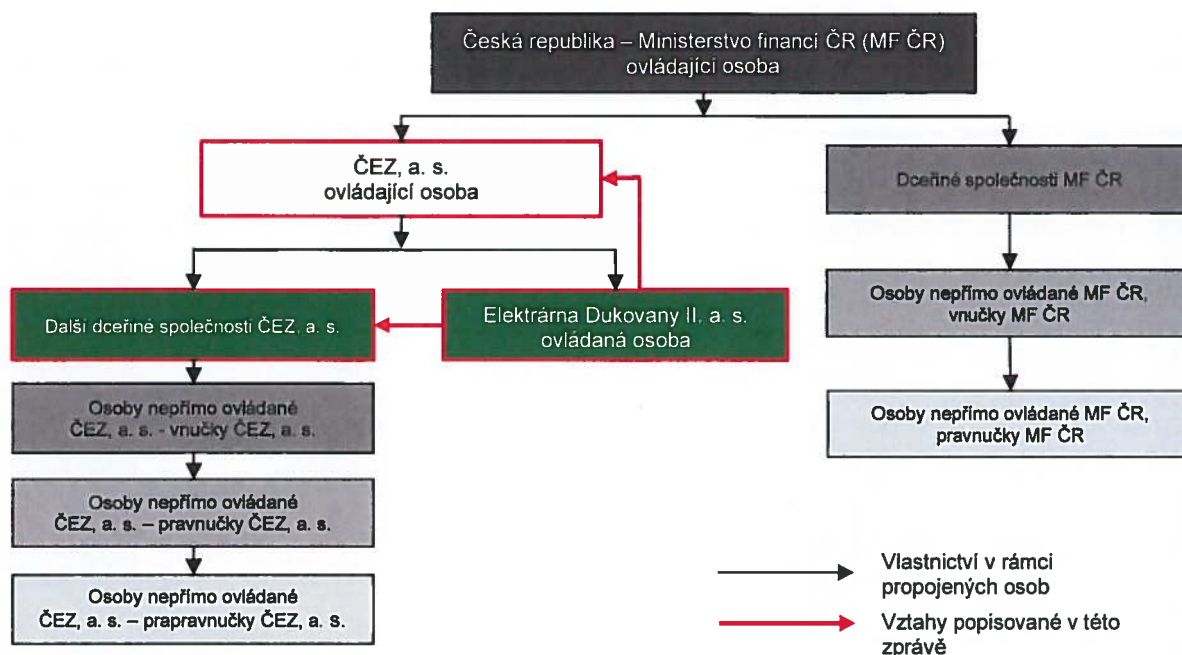 Česká republika – Ministerstvo financí ČR (MF ČR)
ovládající osoba
ČEZ, a. s.
ovládající osoba
Dceřiné společnosti MF ČR
Další dceřiné společnosti ČEZ, a. s.
Elektrárna Dukovany II, a. s.
ovládaná osoba
Osoby nepřímo ovládané MF ČR,
vnučky MF ČR
Osoby nepřímo ovládané
ČEZ, a. s. - vnučky ČEZ, a. s.
Osoby nepřímo ovládané MF ČR,
pravnučky MF ČR
Osoby nepřímo ovládané
ČEZ, a. s. – pravnučky ČEZ, a. s.
Osoby nepřímo ovládané
ČEZ, a. s. – prapravnučky ČEZ, a. s.
Vlastnictví v rámci
propojených osob
Vztahy popisované v této
zprávě